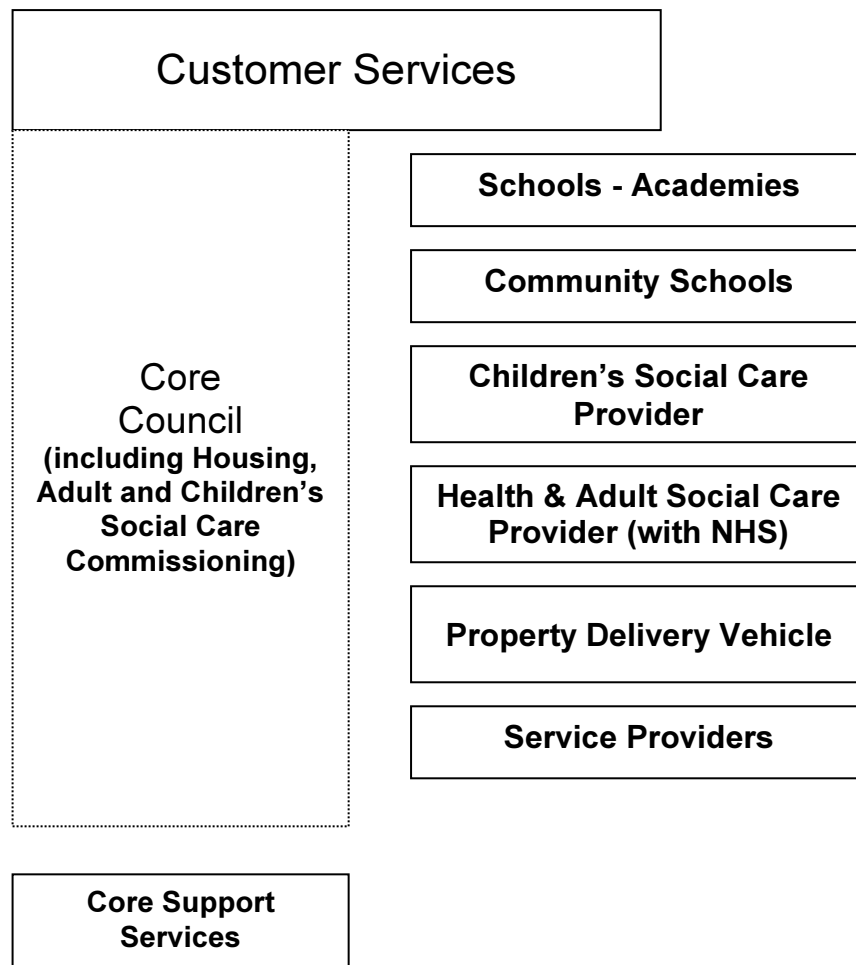 Customer Services
Core
Council
(including Housing,
Adult and Children’s
Social Care
Commissioning)
Schools - Academies
Community Schools
Children’s Social Care
Provider
Health & Adult Social Care
Provider (with NHS)
Property Delivery Vehicle
Service Providers
Core Support
Services